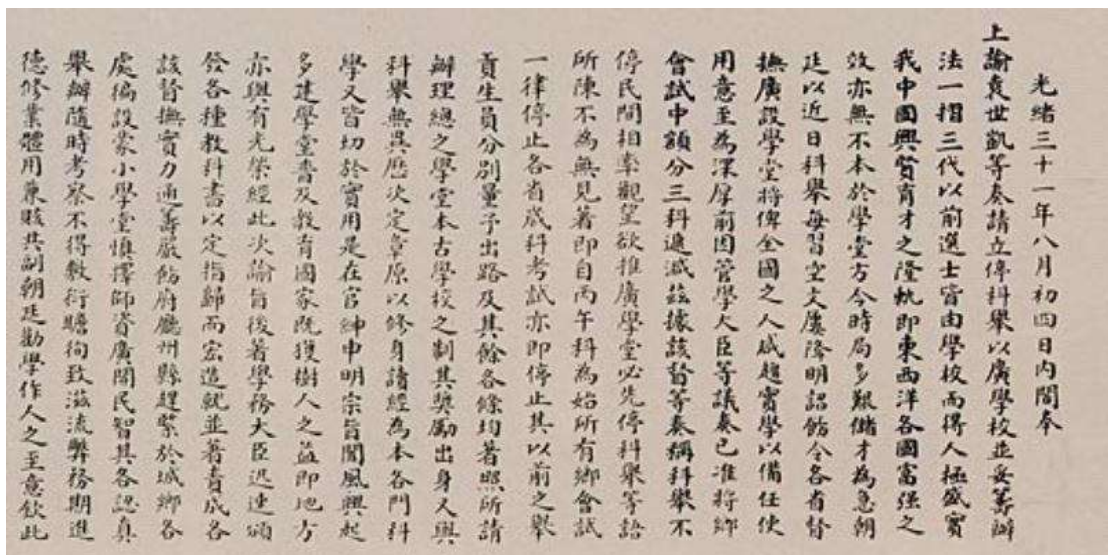 光緒三十一年八月初四日內閣奉
上諭袁世凱等奏請立停科舉以廣學校並妥籌辦
法一摺三代以前選士皆由學校而得人極盛實
我中國興賢育才之隆軌即東西洋各國富強之
效亦無不本於學堂方今時局多艱儲才為急朝
廷以近日科舉每習空文屢降明詔飭令各省督
撫廣設學堂將俾全國之人咸趨實學以備任使
用意至為深厚前因管學大臣等議奏已准將鄉
會試中額分三科遞減茲據該督等奏稱科舉不
停民間相率觀望欲推廣學堂必先停科舉等語
所陳不為無見著即自丙午科為始所有鄉會試
一律停止各省歲科考試亦即停止其以前之舉
貢生員分別量予出路及其餘各條均著照所請
辦理總之學堂本古學校之制其獎勵出身又與
科舉無異歷次定章原以修身讀經為本各門科
學又皆切於實用是在官紳申明宗旨聞風興起
多建學堂普及教育國家既獲樹人之益即地方
亦與有光榮經此次諭旨後著學務大臣迅速頒
發各種教科書以定指歸而宏造就並著責成各
該督撫實力通籌嚴飭府廳州縣趕緊於城鄉各
處徧設蒙小學堂慎擇師資廣開民智其各認真
舉辦隨時考察不得敷衍瞻徇致滋流弊務期進
德修業體用兼賅共副朝廷勸學作人之至意欽此